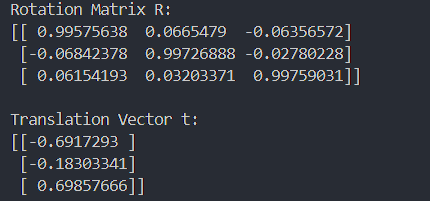 Rotation Matrix R:
[[ 0.99575638  0.0665479  -0.06356572]
 [-0.06842378  0.99726888 -0.02780228]
 [ 0.06154193  0.03203371  0.99759031]]
Translation Vector t:
[[-0.6917293 ]
 [-0.18303341]
 [ 0.69857666]]